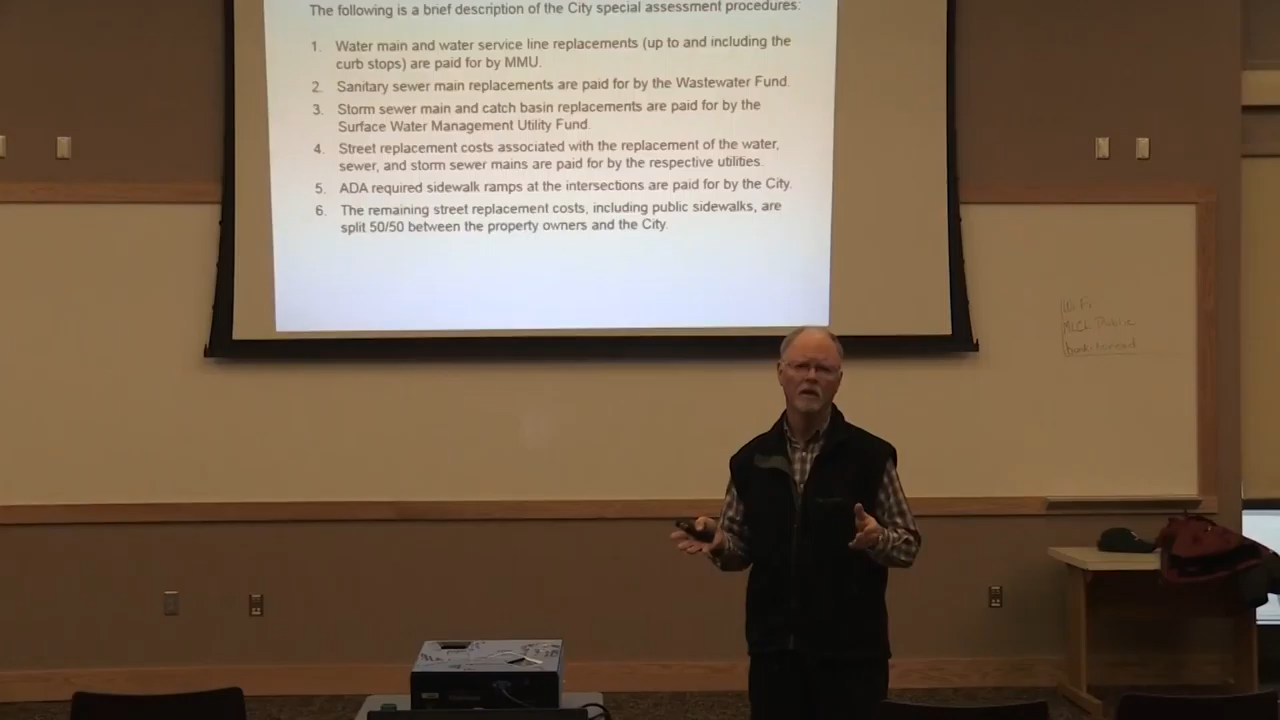 The following is a brief description of the City special assessment procedures:
1. Water main and water service line replacements (up to and including the
curb stops) are paid for by MMU.
2. Sanitary sewer main replacements are paid for by the Wastewater Fund.
3. Storm sewer main and catch basin replacements are paid for by the
Surface Water Management Utility Fund.
4. Street replacement costs associated with the replacement of the water,
sewer, and storm sewer mains are paid for by the respective utilities.
5. ADA required sidewalk ramps at the intersections are paid for by the City.
6. The remaining street replacement costs, including public sidewalks, are
split 50/50 between the property owners and the City.
Wi Fi
Public